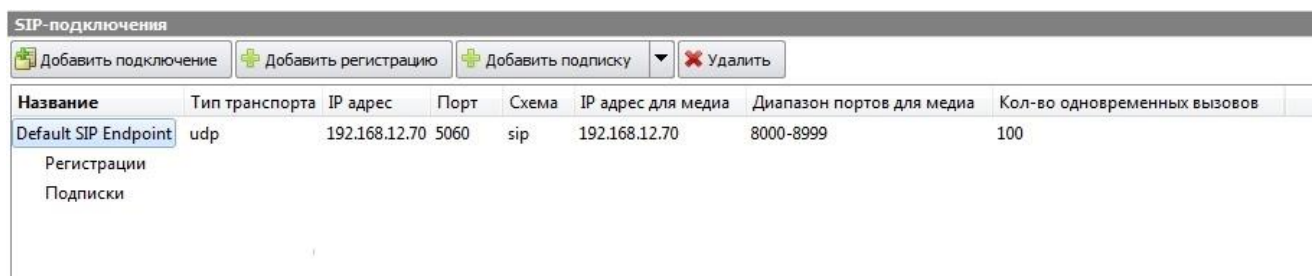 SIP-подключения
Добавить подключение Добавить регистрацию Добавить подписку Удалить
Название Тип транспорта IP адрес Порт Схема IP адрес для медиа Диапазон портов для медиа Кол-во одновременных вызовов
Default SIP Endpoint udp 192.168.12.70 5060 sip 192.168.12.70 8000-8999 100
Регистрации
Подписки